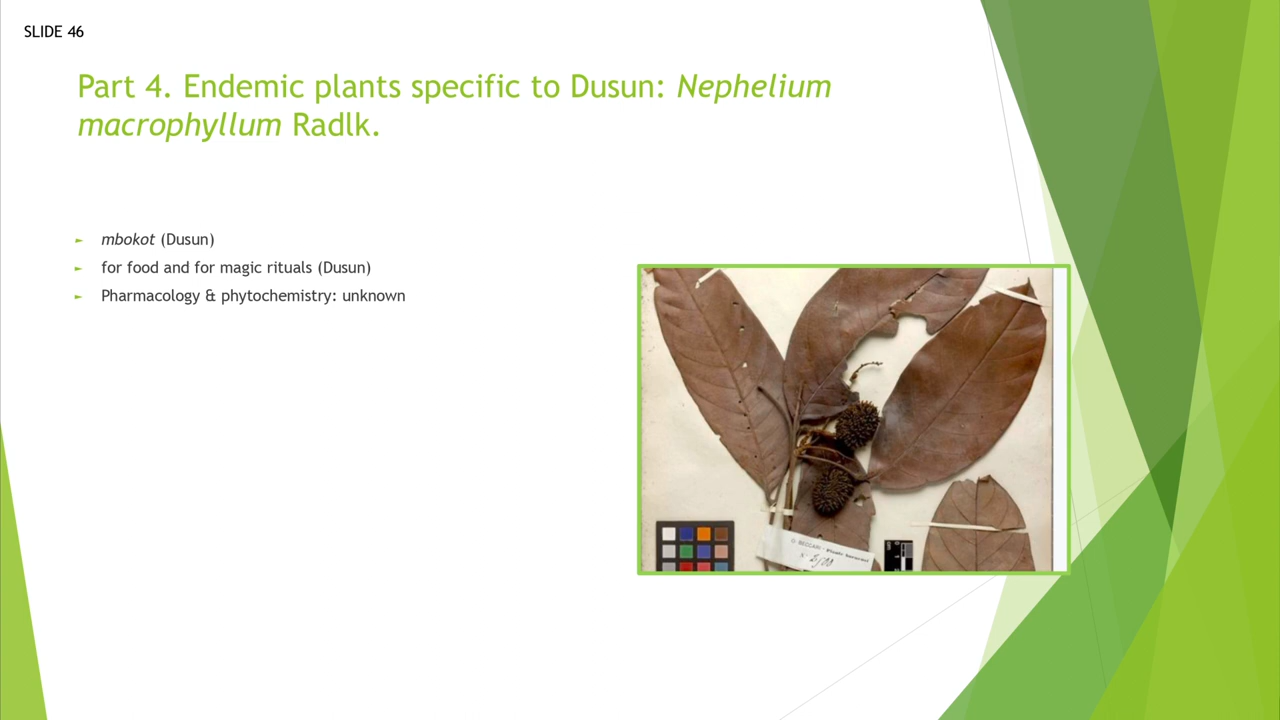 SLIDE 46
Part 4. Endemic plants specific to Dusun: Nephelium
macrophyllum Radlk.
► mbokot (Dusun)
► for food and for magic rituals (Dusun)
► Pharmacology & phytochemistry: unknown